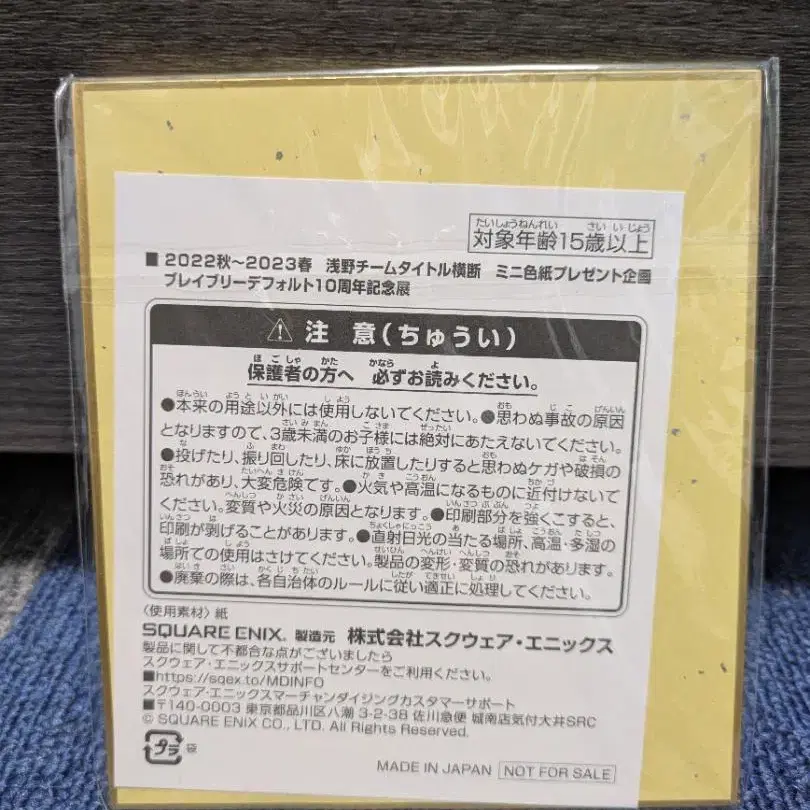 対象年齢15歳以上
■2022秋～2023春 浅野チームタイトル横断 ミニ色紙プレゼント企画
ブレイブリーデフォルト10周年記念展
⚠注 意(ちゅうい)
保護者の方へ 必ずお読みください。
●本来の用途以外には使用しないでください。●思わぬ事故の原因
となりますので、3歳未満のお子様には絶対にあたえないでください。
●投げたり、振り回したり、床に放置したりすると思わぬケガや破損の
恐れがあり、大変危険です。●火気や高温になるものに近付けないで
ください。変質や火災の原因となります。●印刷部分を強くこすると、
印刷が剥げることがあります。●直射日光の当たる場所、高温・多湿の
場所での使用はさけてください。製品の変形・変質の恐れがあります。
●廃棄の際は、各自治体のルールに従い適正に処理してください。
〈使用素材〉紙
SQUARE ENIX. 製造元 株式会社スクウェア・エニックス
製品に関して不都合な点がございましたら
スクウェア・エニックスサポートセンターをご利用ください。
■https://sqex.to/MDINFO
スクウェア・エニックスマーチャンダイジングカスタマーサポート
■〒140-0003 東京都品川区八潮 3-2-38 佐川急便 城南店気付大井SRC
© SQUARE ENIX CO., LTD. All Rights Reserved.
プラ 袋
MADE IN JAPAN NOT FOR SALE